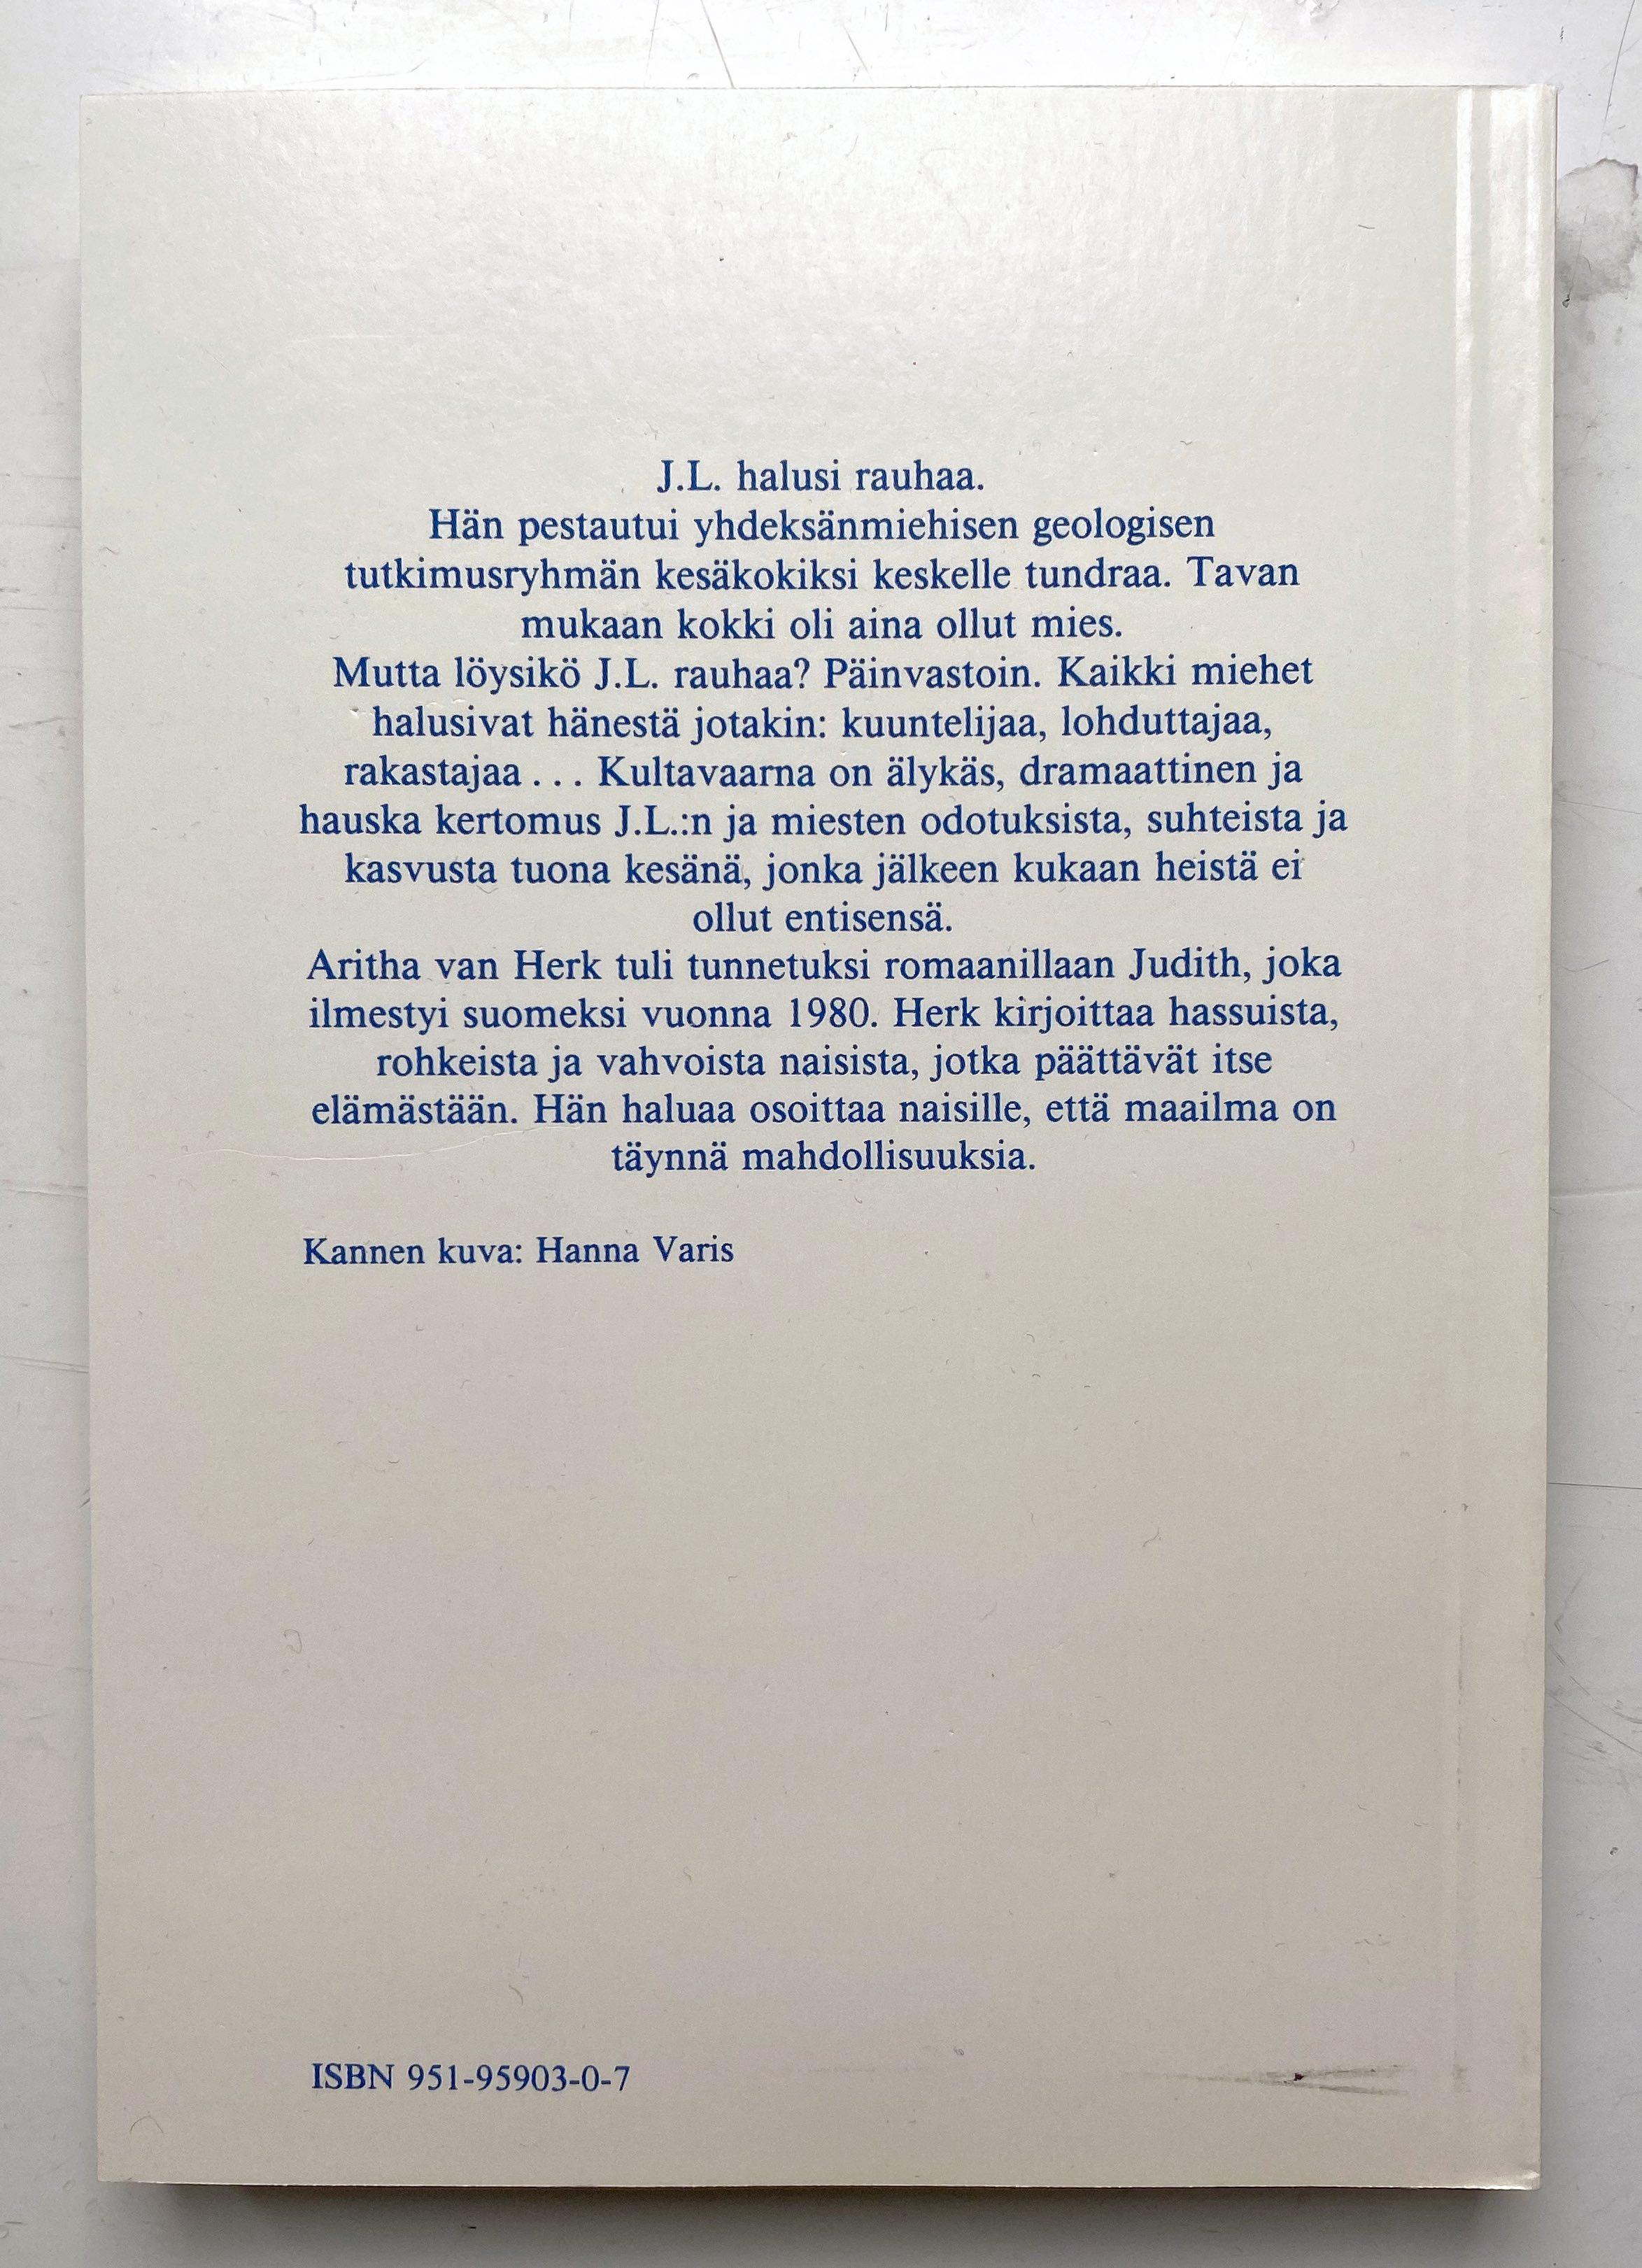 J.L. halusi rauhaa.
Hän pestautui yhdeksänmiehisen geologisen
tutkimusryhmän kesäkokiksi keskelle tundraa. Tavan
mukaan kokki oli aina ollut mies.
Mutta löysikö J.L. rauhaa? Päinvastoin. Kaikki miehet
halusivat hänestä jotakin: kuuntelijaa, lohduttajaa,
rakastajaa . . . Kultavaarna on älykäs, dramaattinen ja
hauska kertomus J.L.:n ja miesten odotuksista, suhteista ja
kasvusta tuona kesänä, jonka jälkeen kukaan heistä ei
ollut entisensä.
Aritha van Herk tuli tunnetuksi romaanillaan Judith, joka
ilmestyi suomeksi vuonna 1980. Herk kirjoittaa hassuista,
rohkeista ja vahvoista naisista, jotka päättävät itse
elämästään. Hän haluaa osoittaa naisille, että maailma on
täynnä mahdollisuuksia.
Kannen kuva: Hanna Varis
ISBN 951-95903-0-7